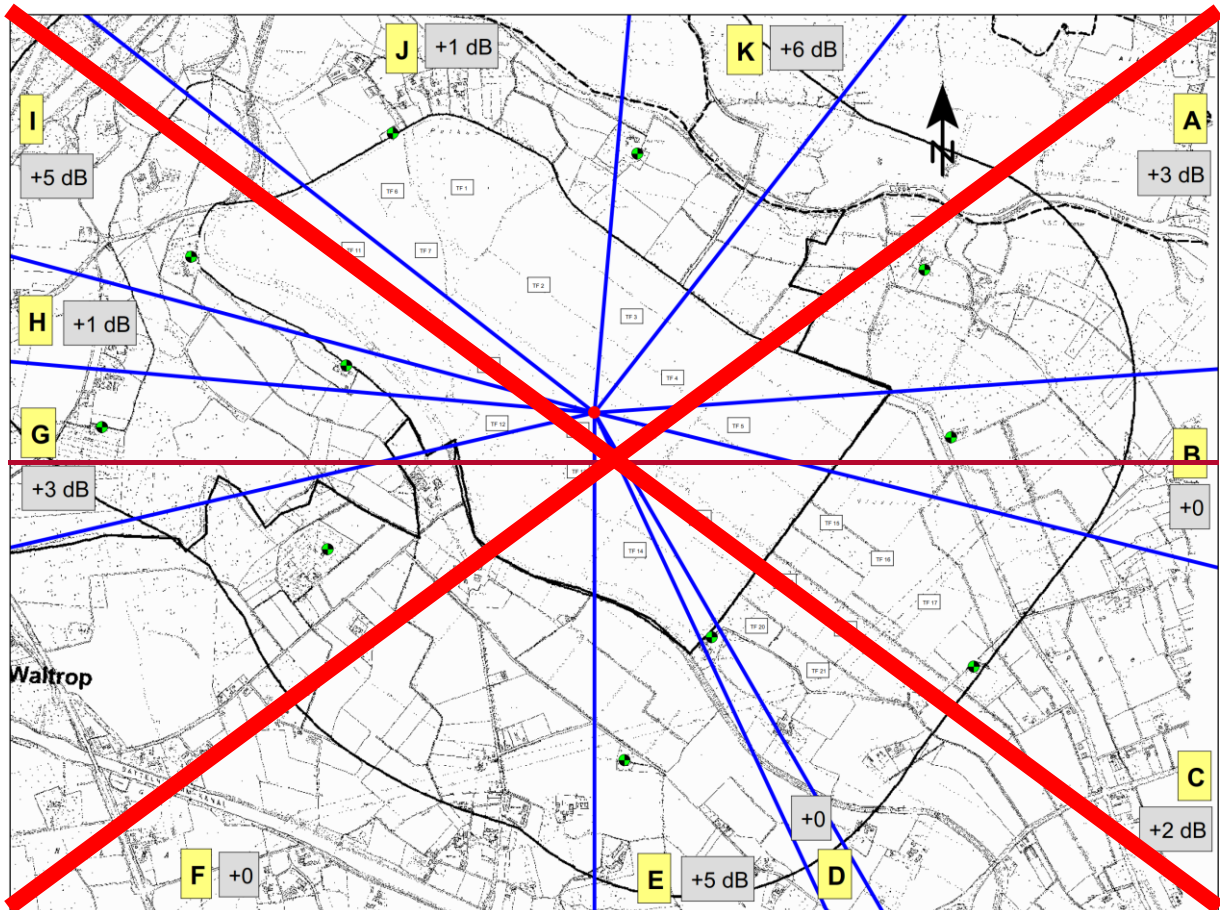 J
+1 dB
K
+6 dB
I
+5 dB
A
+3 dB
N
TF 6
TF 1
TF 11
TF 7
TF 2
TF 3
H
+1 dB
TF 4
TF 12
TF 5
G
+3 dB
B
+0
TF 15
TF 14
TF 16
TF 17
TF 20
TF 21
Waltrop
C
+2 dB
+0
F
+0
E
+5 dB
D